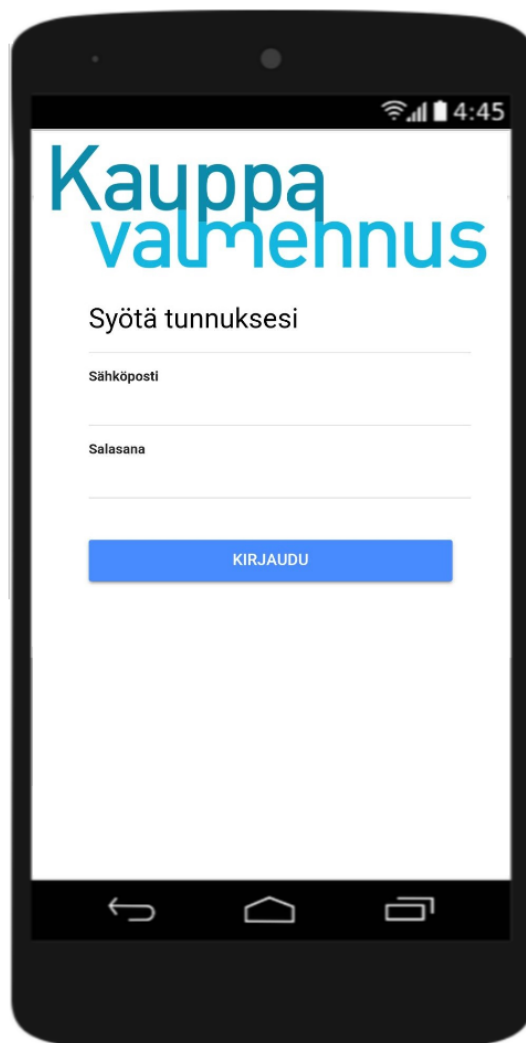 4:45
Kauppa
valmennus
Syötä tunnuksesi
Sähköposti
Salasana
KIRJAUDU